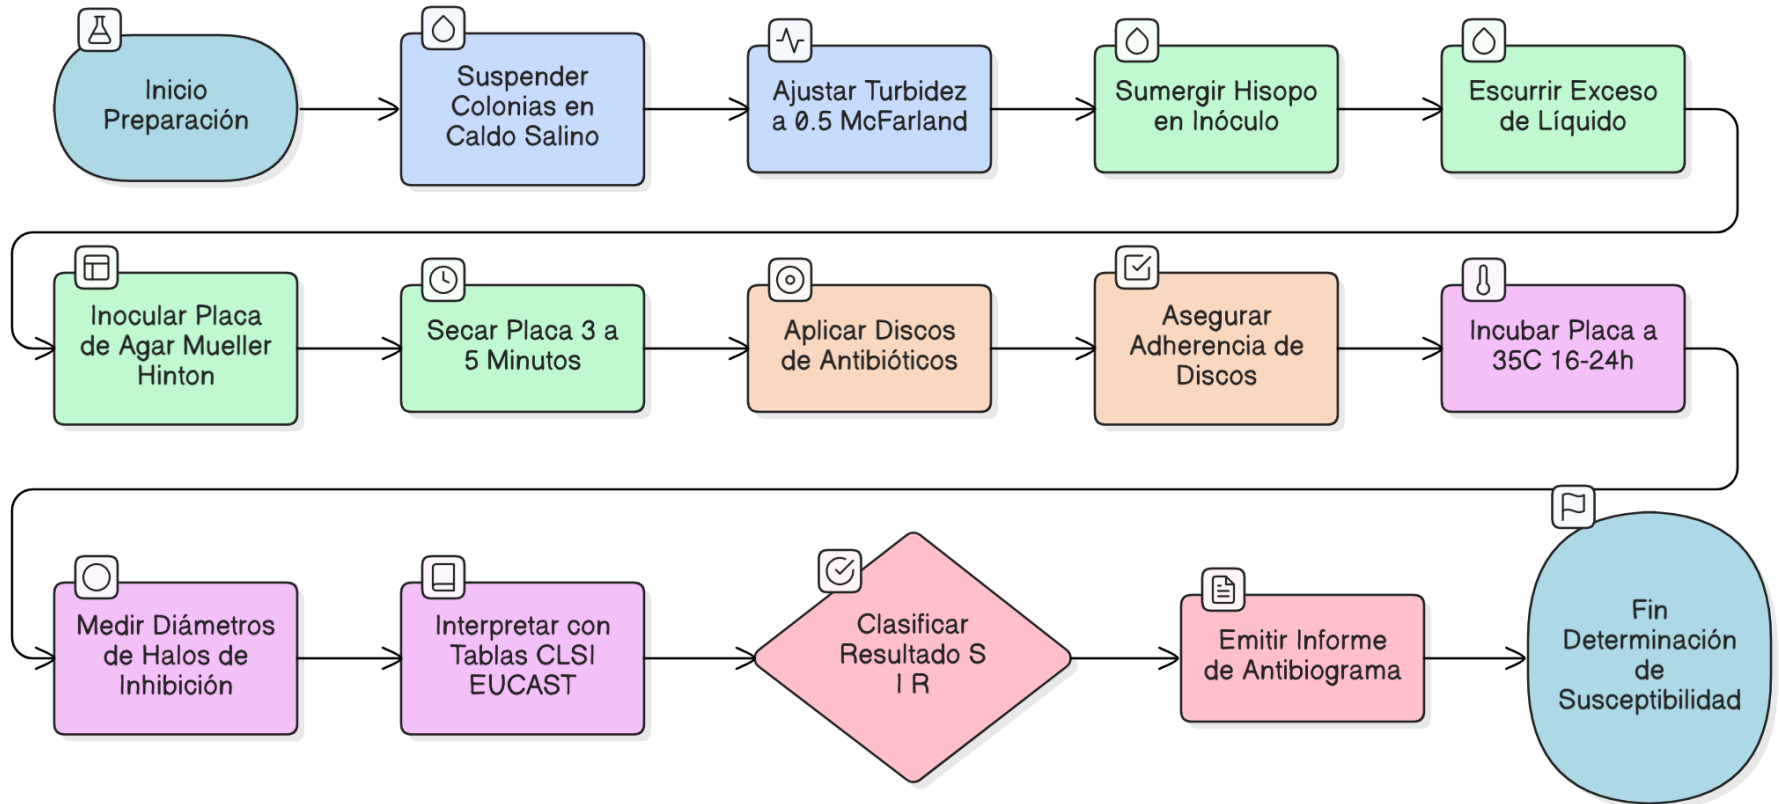 Inicio
Preparación
Suspender
Colonias en
Caldo Salino
Ajustar Turbidez
a 0.5 McFarland
Sumergir Hisopo
en Inóculo
Escurrir Exceso
de Líquido
Inocular Placa
de Agar Mueller
Hinton
Secar Placa 3 a
5 Minutos
Aplicar Discos
de Antibióticos
Asegurar
Adherencia de
Discos
Incubar Placa a
35C 16-24h
Medir Diámetros
de Halos de
Inhibición
Interpretar con
Tablas CLSI
EUCAST
Clasificar
Resultado S
I R
Emitir Informe
de Antibiograma
Fin
Determinación
de
Susceptibilidad